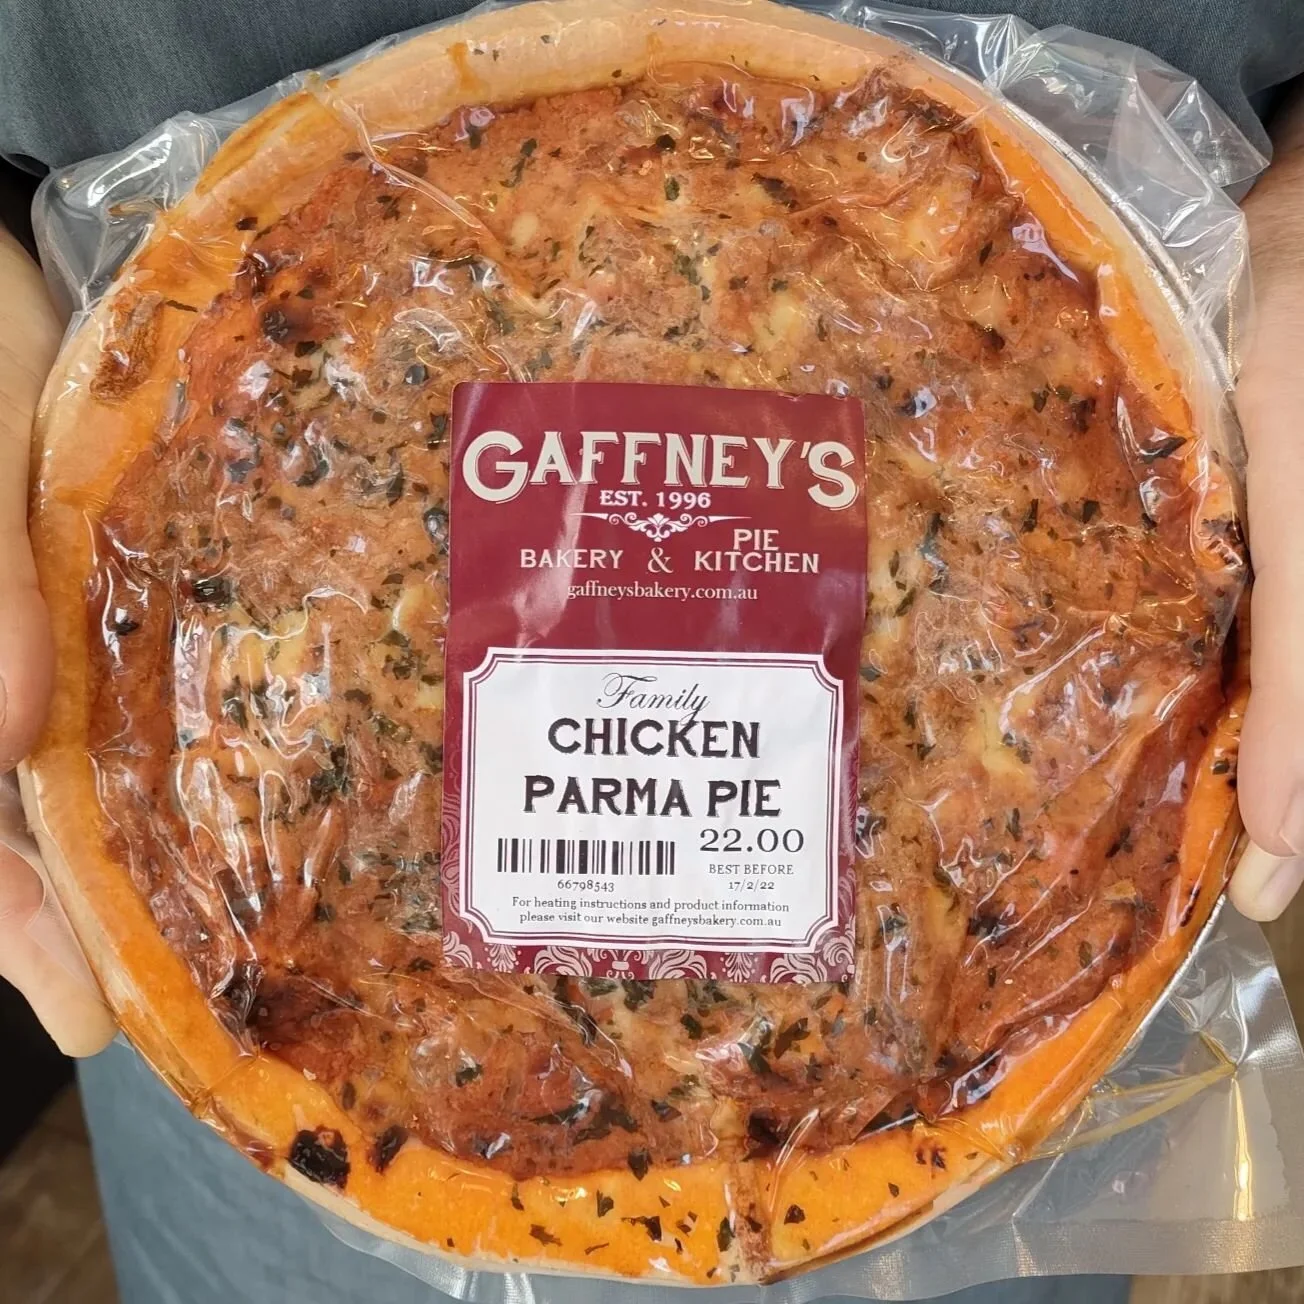 GAFFNEY'S
EST. 1996
BAKERY & PIE KITCHEN
gaffneysbakery.com.au
Family
CHICKEN
PARMA PIE
22.00
BEST BEFORE
17/2/22
66798543
For heating instructions and product information
please visit our website gaffneysbakery.com.au